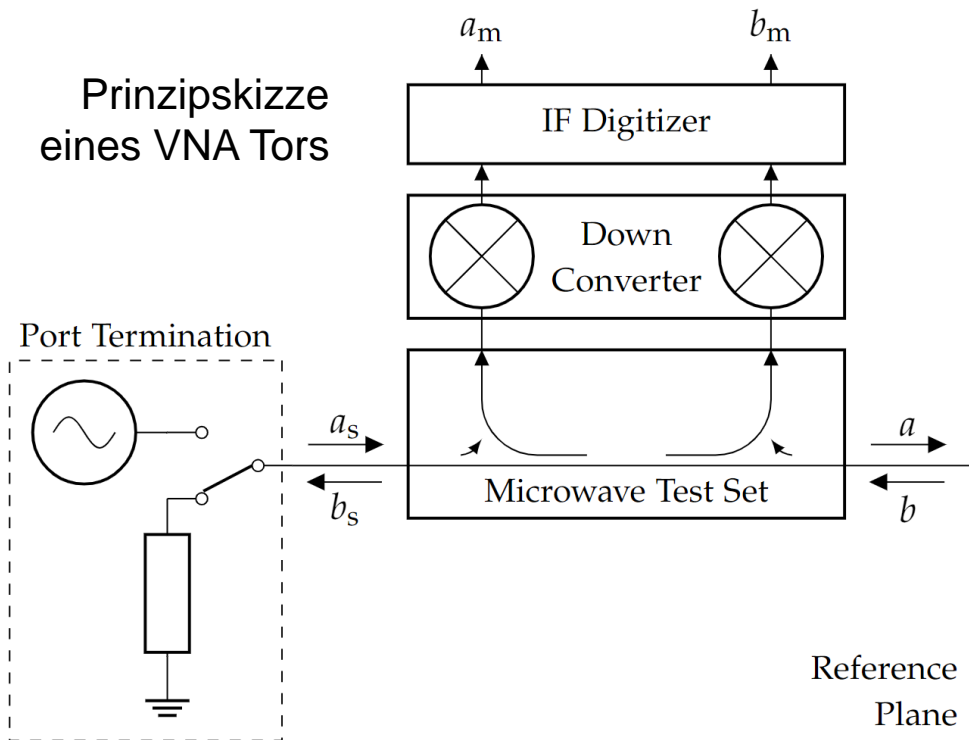 Prinzipskizze
eines VNA Tors
a_m
b_m
IF Digitizer
Down
Converter
Port Termination
a_s
b_s
Microwave Test Set
a
b
Reference
Plane